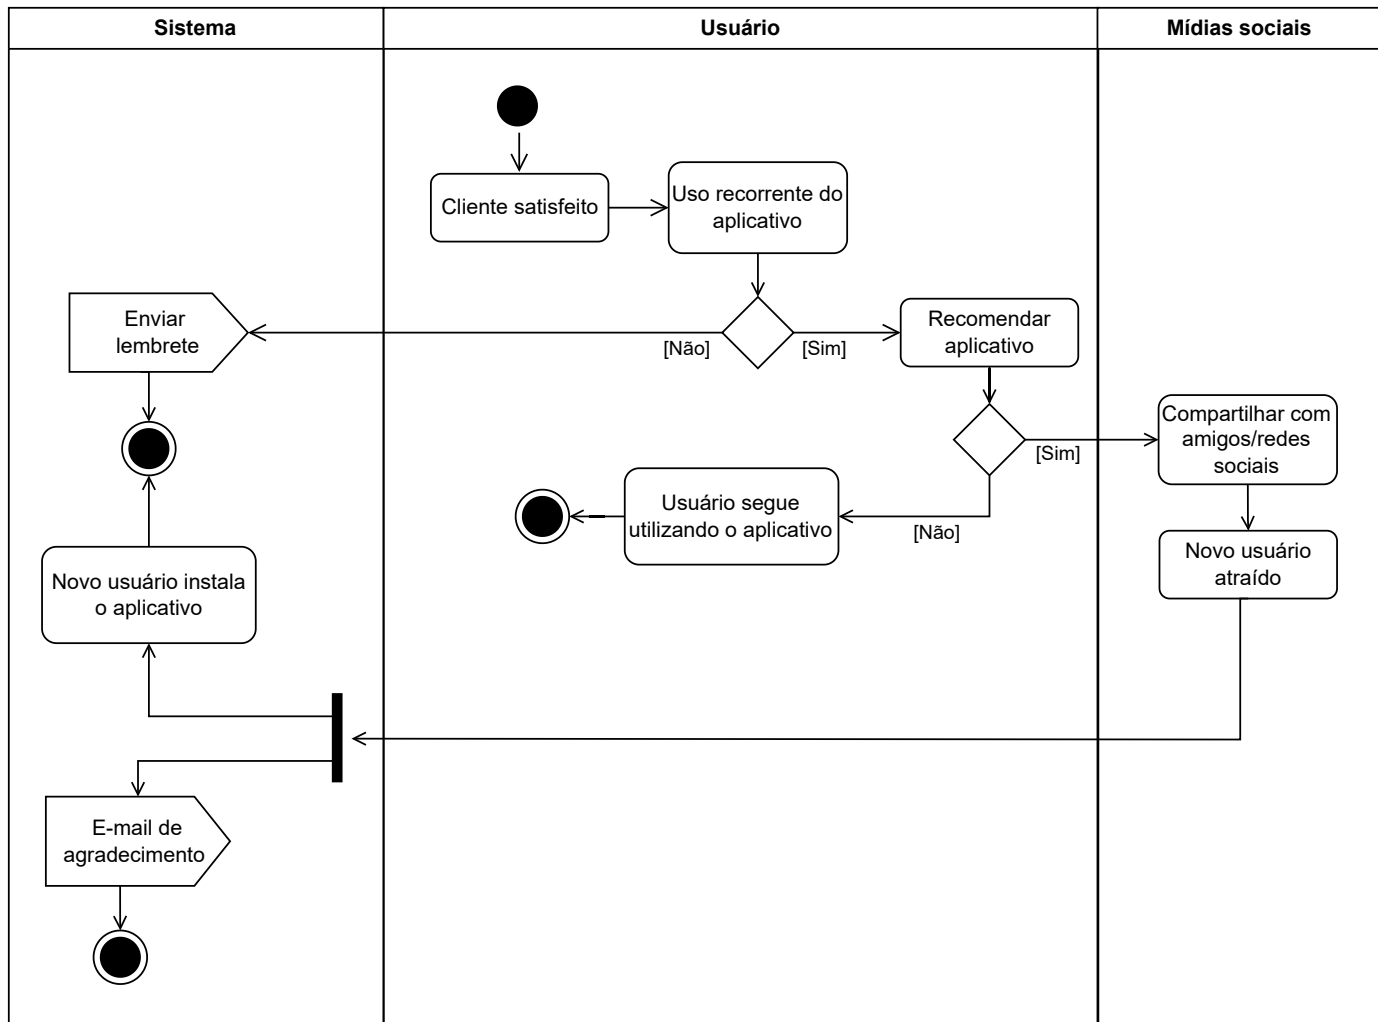 Sistema
Usuário
Mídias sociais
Cliente satisfeito
Uso recorrente do
aplicativo
Enviar
lembrete
[Não]
[Sim]
Recomendar
aplicativo
Compartilhar com
amigos/redes
sociais
[Sim]
Usuário segue
utilizando o aplicativo
[Não]
Novo usuário
atraído
Novo usuário instala
o aplicativo
E-mail de
agradecimento